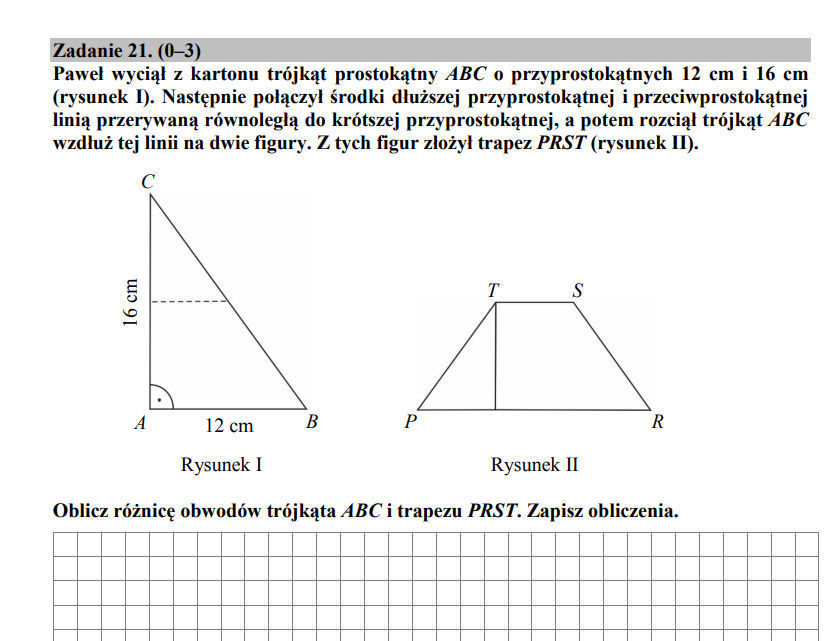 Zadanie 21. (0–3)
Paweł wyciął z kartonu trójkąt prostokątny ABC o przyprostokątnych 12 cm i 16 cm
(rysunek I). Następnie połączył środki dłuższej przyprostokątnej i przeciwprostokątnej
linią przerywaną równoległą do krótszej przyprostokątnej, a potem rozciął trójkąt ABC
wzdłuż tej linii na dwie figury. Z tych figur złożył trapez PRST (rysunek II).
C
16 cm
A
12 cm
B
Rysunek I
T
S
P
R
Rysunek II
Oblicz różnicę obwodów trójkąta ABC i trapezu PRST. Zapisz obliczenia.